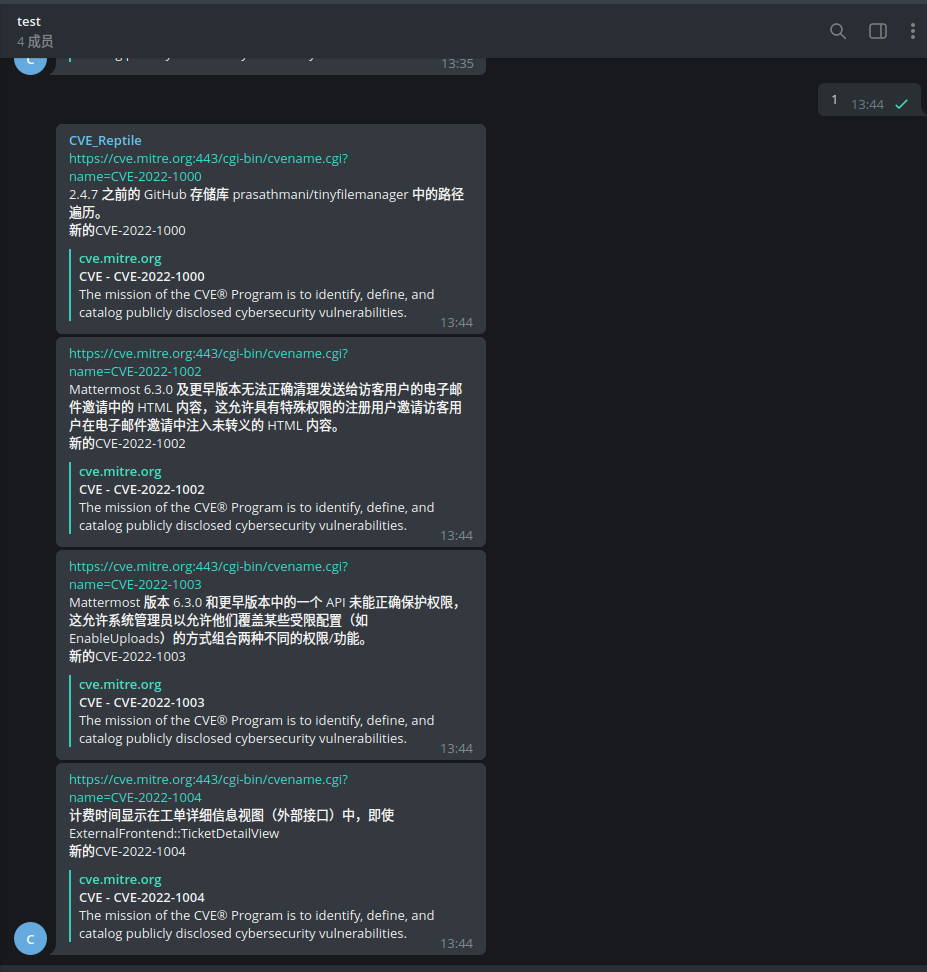 test
4 成员
13:35
1 13:44
CVE_Reptile
https://cve.mitre.org:443/cgi-bin/cvename.cgi?
name=CVE-2022-1000
2.4.7 之前的 GitHub 存储库 prasathmani/tinyfilemanager 中的路径
遍历。
新的CVE-2022-1000
cve.mitre.org
CVE - CVE-2022-1000
The mission of the CVE® Program is to identify, define, and
catalog publicly disclosed cybersecurity vulnerabilities.
13:44
https://cve.mitre.org:443/cgi-bin/cvename.cgi?
name=CVE-2022-1002
Mattermost 6.3.0 及更早版本无法正确清理发送给访客用户的电子邮
件邀请中的 HTML 内容，这允许具有特殊权限的注册用户邀请访客用
户在电子邮件邀请中注入未转义的 HTML 内容。
新的CVE-2022-1002
cve.mitre.org
CVE - CVE-2022-1002
The mission of the CVE® Program is to identify, define, and
catalog publicly disclosed cybersecurity vulnerabilities.
13:44
https://cve.mitre.org:443/cgi-bin/cvename.cgi?
name=CVE-2022-1003
Mattermost 版本 6.3.0 和更早版本中的一个 API 未能正确保护权限，
这允许系统管理员以允许他们覆盖某些受限配置（如
EnableUploads）的方式组合两种不同的权限/功能。
新的CVE-2022-1003
cve.mitre.org
CVE - CVE-2022-1003
The mission of the CVE® Program is to identify, define, and
catalog publicly disclosed cybersecurity vulnerabilities.
13:44
https://cve.mitre.org:443/cgi-bin/cvename.cgi?
name=CVE-2022-1004
计费时间显示在工单详细信息视图（外部接口）中，即使
ExternalFrontend::TicketDetailView
新的CVE-2022-1004
cve.mitre.org
CVE - CVE-2022-1004
The mission of the CVE® Program is to identify, define, and
catalog publicly disclosed cybersecurity vulnerabilities.
13:44
C